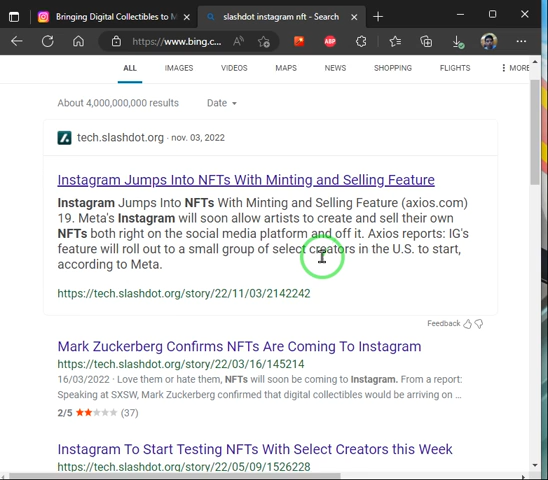 Bringing Digital Collectibles to M
slashdot instagram nft - Search
https://www.bing.c...
ALL IMAGES VIDEOS MAPS NEWS SHOPPING FLIGHTS MORE
About 4,000,000,000 results Date
tech.slashdot.org · nov. 03, 2022
Instagram Jumps Into NFTs With Minting and Selling Feature
Instagram Jumps Into NFTs With Minting and Selling Feature (axios.com)
19. Meta's Instagram will soon allow artists to create and sell their own
NFTs both right on the social media platform and off it. Axios reports: IG's
feature will roll out to a small group of select creators in the U.S. to start,
according to Meta.
https://tech.slashdot.org/story/22/11/03/2142242
Feedback
Mark Zuckerberg Confirms NFTs Are Coming To Instagram
https://tech.slashdot.org/story/22/03/16/145214
16/03/2022 · Love them or hate them, NFTs will soon be coming to Instagram. From a report:
Speaking at SXSW, Mark Zuckerberg confirmed that digital collectibles would be arriving on ...
2/5 (37)
Instagram To Start Testing NFTs With Select Creators this Week
https://tech.slashdot.org/story/22/05/09/1526228